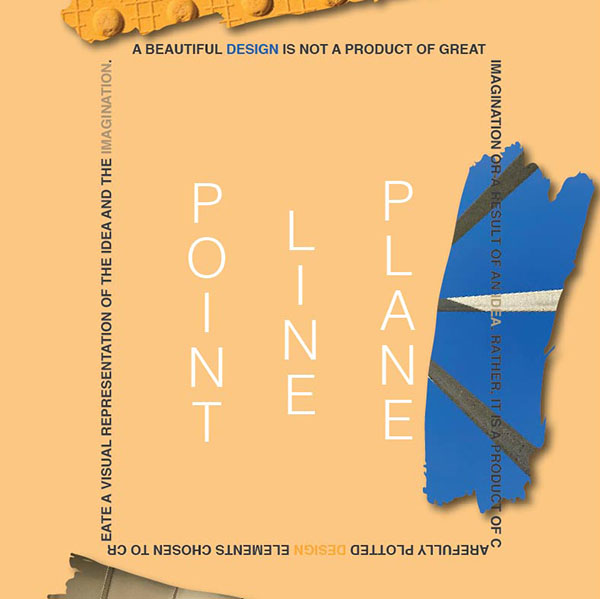 A BEAUTIFUL DESIGN IS NOT A PRODUCT OF GREAT
IMAGINATION OR A RESULT OF AN IDEA RATHER, IT IS A PRODUCT OF C
AREFULLY PLOTTED DESIGN ELEMENTS CHOSEN TO CR
EATE A VISUAL REPRESENTATION OF THE IDEA AND THE IMAGINATION.
POINT
LINE
PLANE